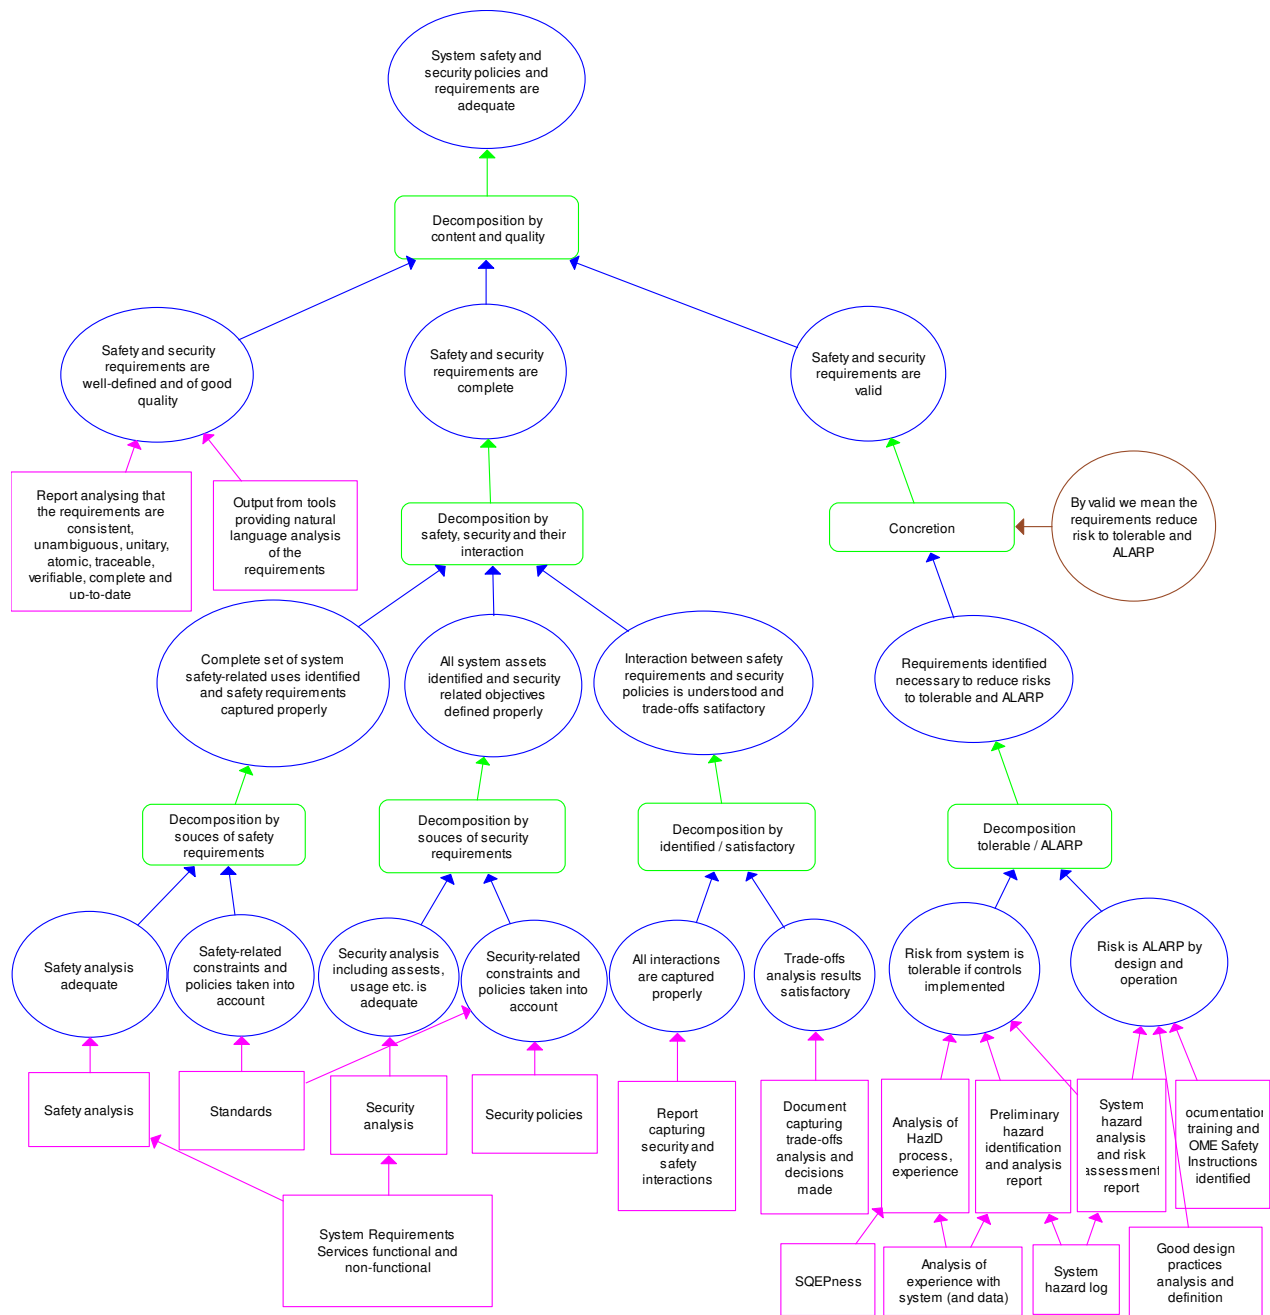 System safety and
security policies and
requirements are
adequate
Decomposition by
content and quality
Safety and security
requirements are
well-defined and of good
quality
Safety and security
requirements are
complete
Safety and security
requirements are
valid
Report analysing that
the requirements are
consistent,
unambiguous, unitary,
atomic, traceable,
verifiable, complete and
up-to-date
Output from tools
providing natural
language analysis
of the
requirements
Decomposition by
safety, security and their
interaction
Concretion
By valid we mean the
requirements reduce
risk to tolerable and
ALARP
Complete set of system
safety-related uses identified
and safety requirements
captured properly
All system assets
identified and security
related objectives
defined properly
Interaction between safety
requirements and security
policies is understood and
trade-offs satifactory
Requirements identified
necessary to reduce risks
to tolerable and ALARP
Decomposition by
souces of safety
requirements
Decomposition by
souces of security
requirements
Decomposition by
identified / satisfactory
Decomposition
tolerable / ALARP
Safety analysis
adequate
Safety-related
constraints and
policies taken into
account
Security analysis
including assests,
usage etc. is
adequate
Security-related
constraints and
policies taken into
account
All interactions
are captured
properly
Trade-offs
analysis results
satisfactory
Risk from system is
tolerable if controls
implemented
Risk is ALARP by
design and
operation
Safety analysis
Standards
Security
analysis
Security policies
Report
capturing
security and
safety
interactions
Document
capturing
trade-offs
analysis and
decisions
made
Analysis of
HazID
process,
experience
Preliminary
hazard
identification
and analysis
report
System
hazard
analysis
and risk
assessment
report
ocumentation
training and
OME Safety
Instructions
identified
System Requirements
Services functional and
non-functional
SQEPness
Analysis of
experience with
system (and data)
System
hazard log
Good design
practices
analysis and
definition